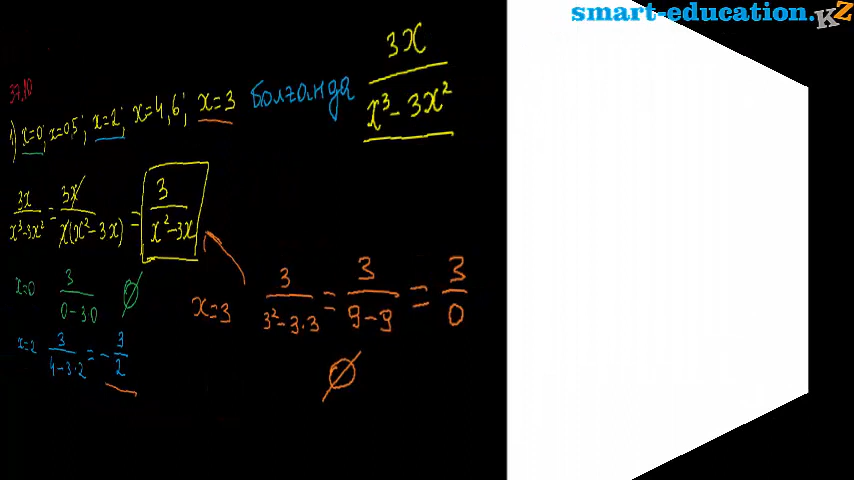 smart-education.KZ
37.10
1) x=0; x=0,5; x=2; x=4,6; x=3 болғанда 3x/(x³-3x²)
3x/(x³-3x²) = 3x/(x(x²-3x)) = 3/(x²-3x)
x=0 3/(0-3·0) ∅
x=3 3/(3²-3·3) = 3/(9-9) = 3/0
x=2 3/(4-3·2) = -3/2
∅